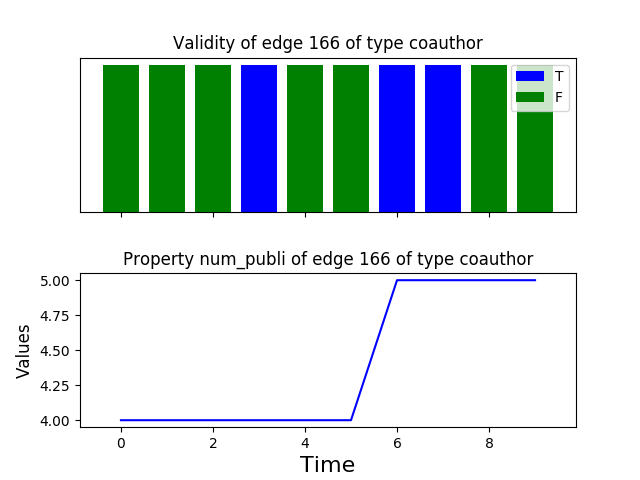 Validity of edge 166 of type coauthor
T
F
Property num_publi of edge 166 of type coauthor
5.00
4.75
4.50
4.25
4.00
Values
0 2 4 6 8
Time